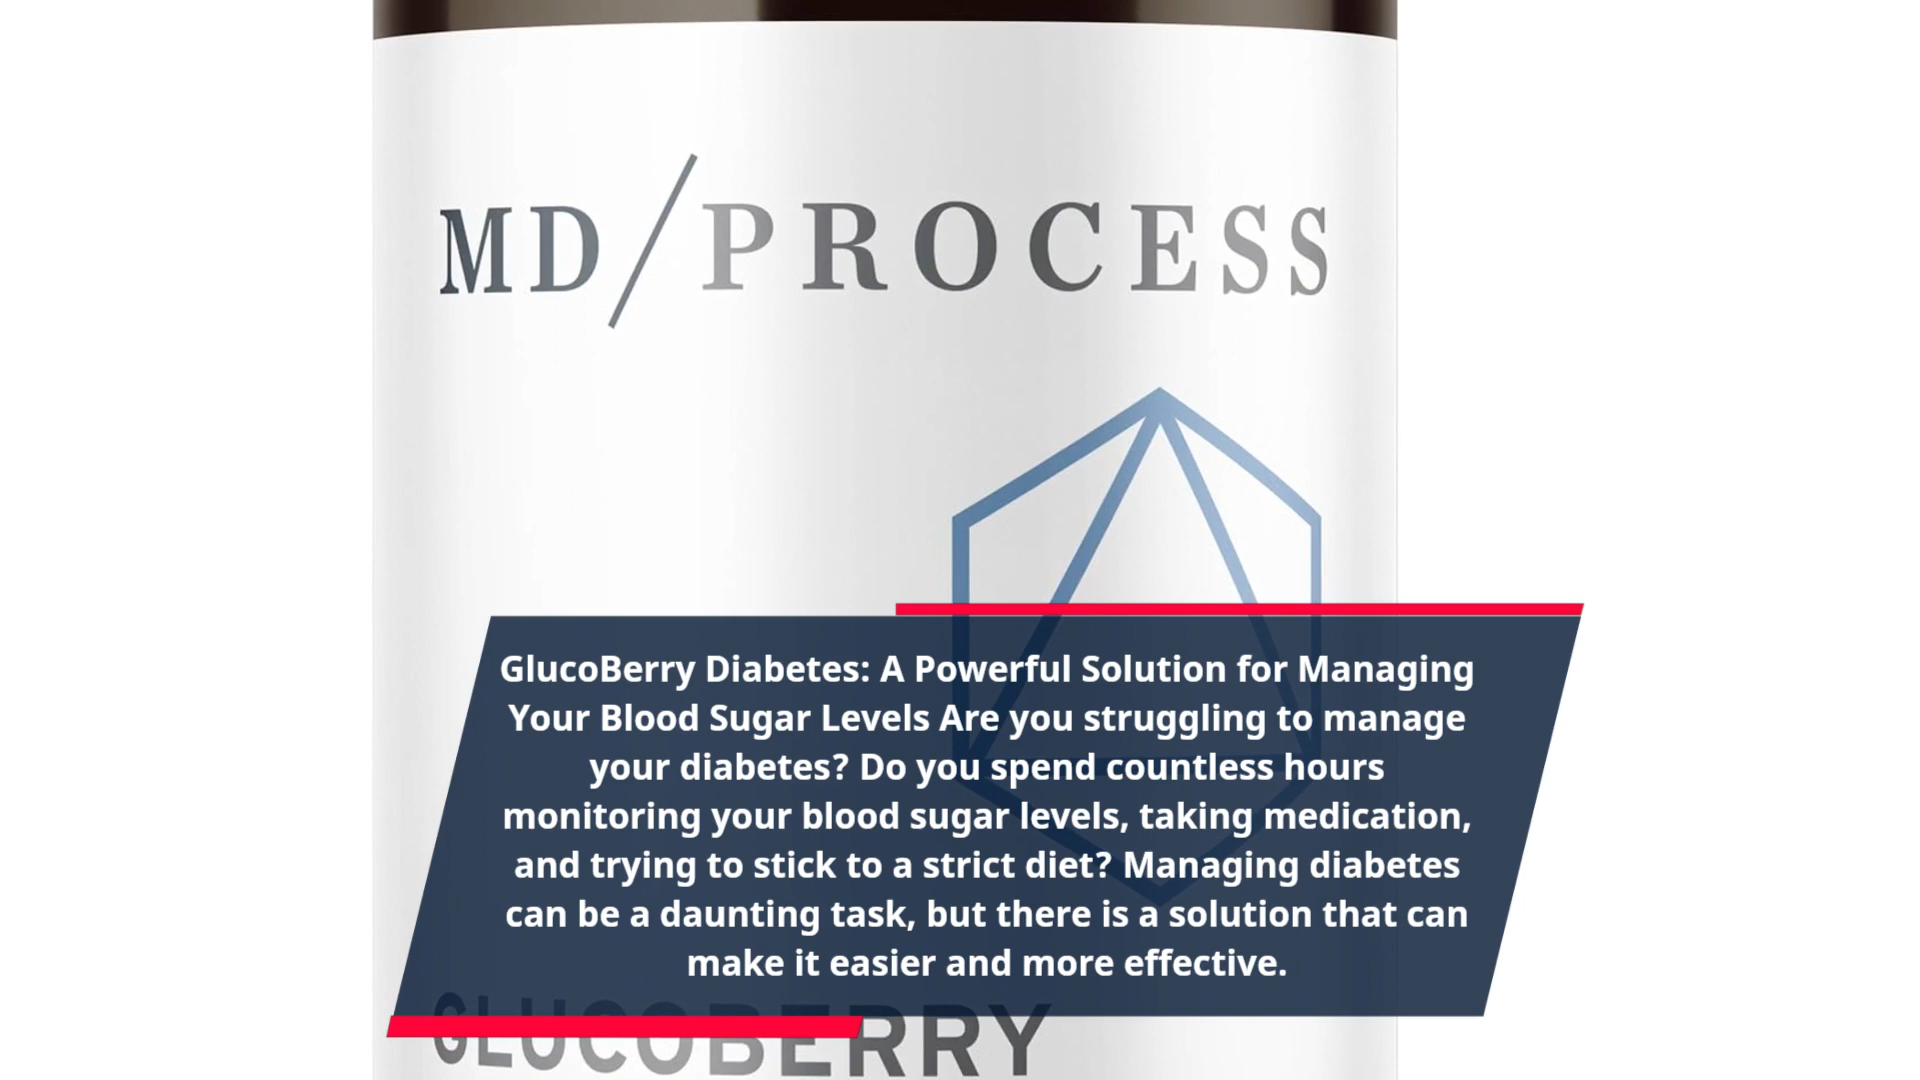 MD/PROCESS
GlucoBerry Diabetes: A Powerful Solution for Managing
Your Blood Sugar Levels Are you struggling to manage
your diabetes? Do you spend countless hours
monitoring your blood sugar levels, taking medication,
and trying to stick to a strict diet? Managing diabetes
can be a daunting task, but there is a solution that can
make it easier and more effective.
GLUCOBERRY